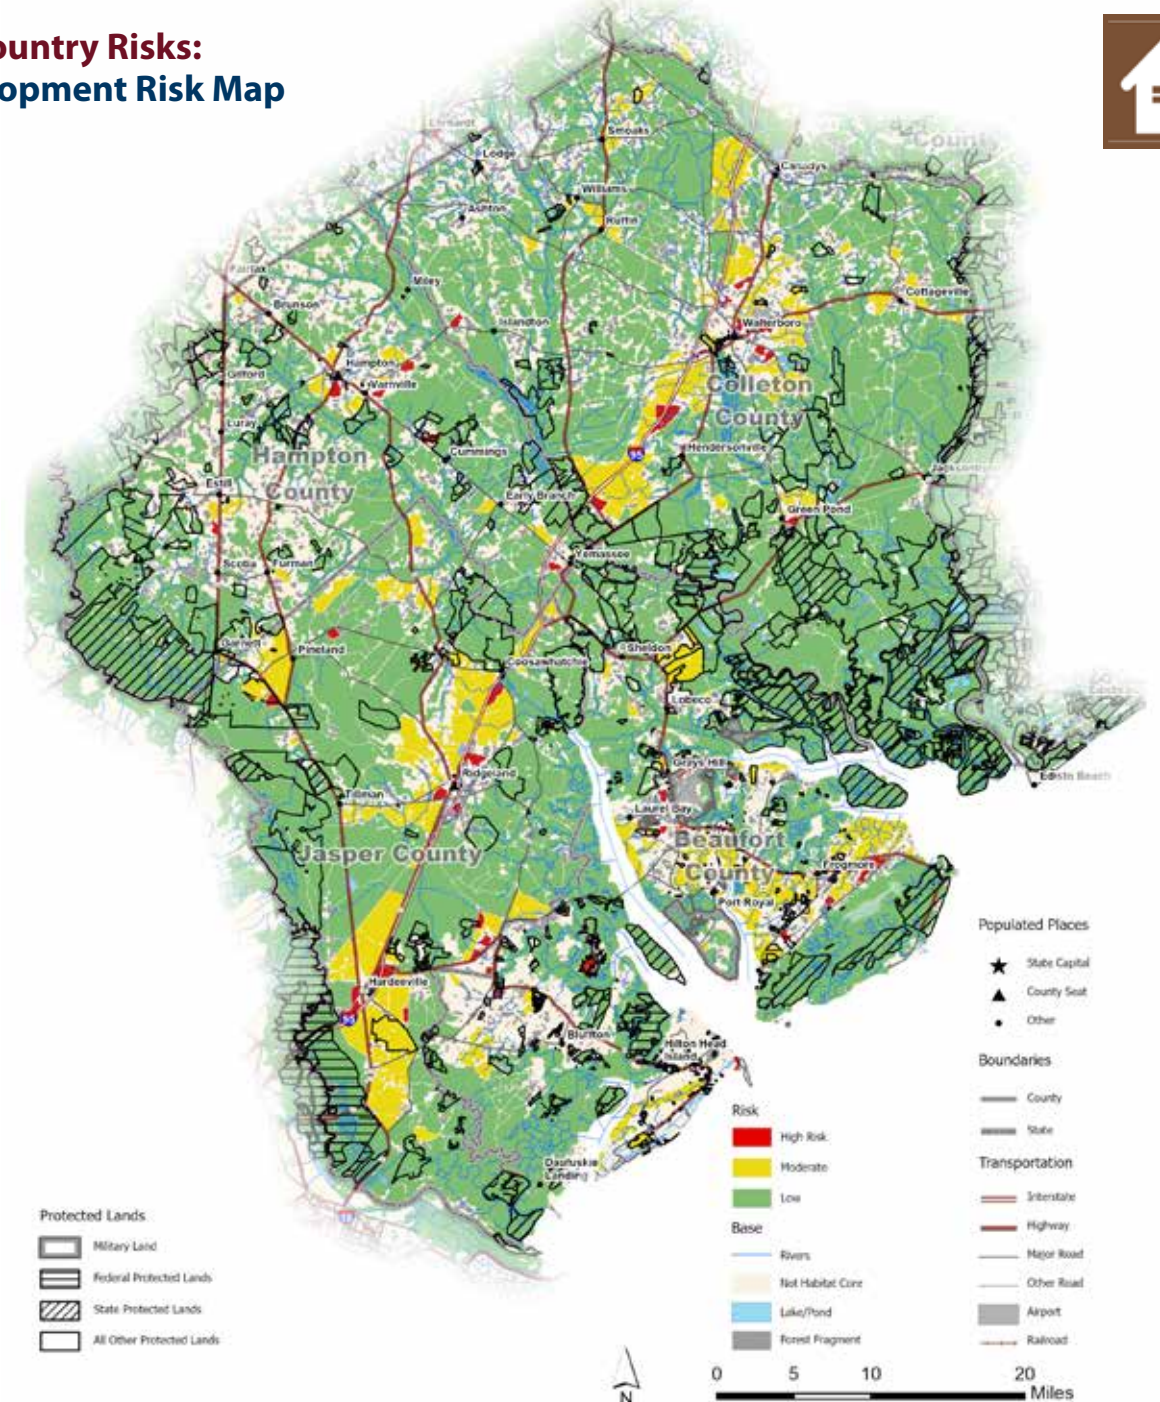 ountry Risks:
opment Risk Map
County
Ehrhardt
Smoaks
Lodge
Canadys
Williams
Ashton
Ruffin
Fairfax
Miley
Brunson
Cottageville
Islandton
Walterboro
Hampton
Varnville
Gifford
Colleton
County
Luray
Hendersonville
Hampton
County
Cummings
95
Estill
Early Branch
Green Pond
Yemassee
Scotia
Furman
Garnett
Pineland
Sheldon
Coosawhatchie
Lobeco
Grays Hill
Ridgeland
Edisto Beach
Tillman
Laurel Bay
Beaufort
County
Jasper County
Frogmore
Port Royal
Hardeeville
95
Bluffton
Hilton Head
Island
Daufuskie
Landing
Populated Places
State Capital
County Seat
Other
Boundaries
County
State
Transportation
Interstate
Highway
Major Road
Other Road
Airport
Railroad
Risk
High Risk
Moderate
Low
Base
Rivers
Not Habitat Core
Lake/Pond
Forest Fragment
Protected Lands
Military Land
Federal Protected Lands
State Protected Lands
All Other Protected Lands
N
0 5 10 20
Miles